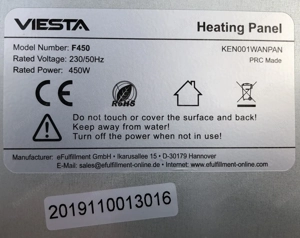 VIESTA
Heating Panel
Model Number: F450
KEN001WANPAN
Rated Voltage: 230/50Hz
PRC Made
Rated Power: 450W
CE
RoHS
Do not touch or cover the surface and back!
Keep away from water!
Turn off the power when not in use!
Manufacturer: eFulfillment GmbH • Ikarusallee 15 • D-30179 Hannover
E-Mail: sales@efulfillment-online.de • www.efulfillment-online.com
2019110013016